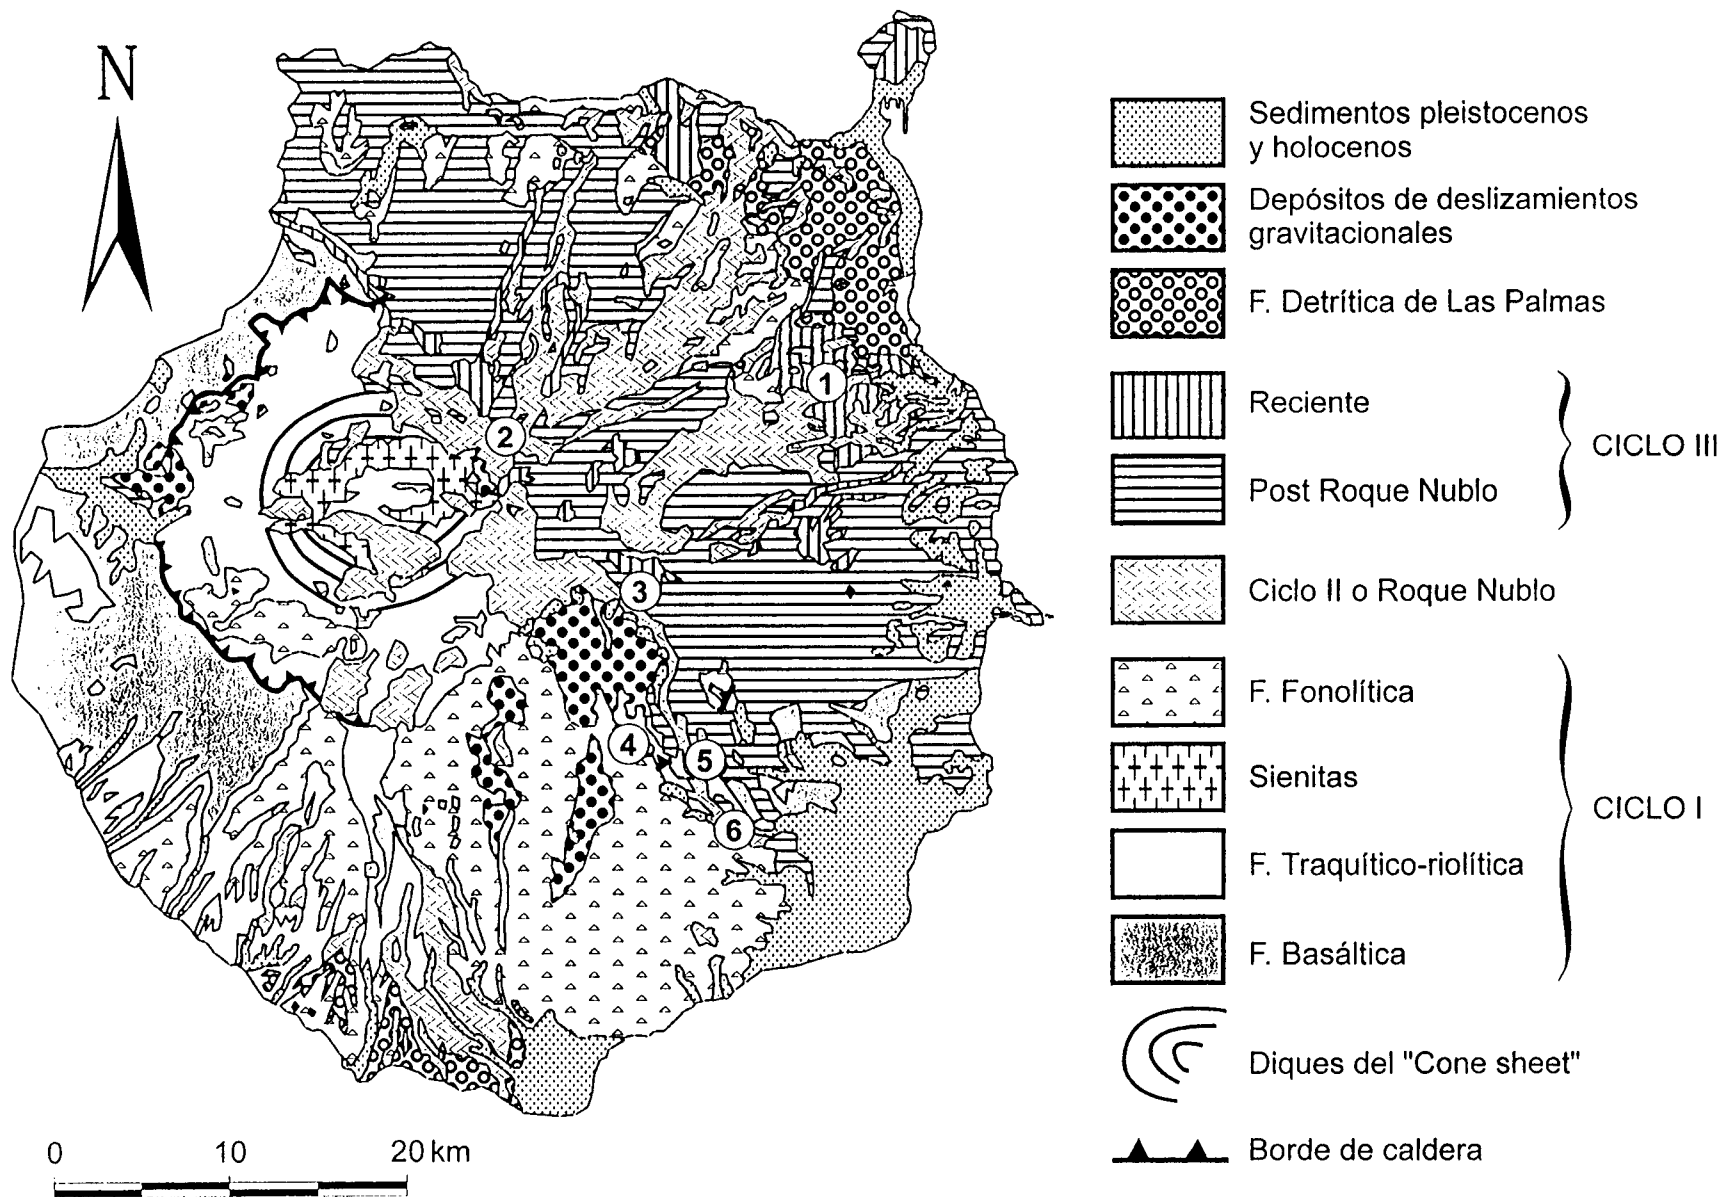 N
1
2
3
4
5
6
0 10 20 km
Sedimentos pleistocenos
y holocenos
Depósitos de deslizamientos
gravitacionales
F. Detrítica de Las Palmas
Reciente
Post Roque Nublo
CICLO III
Ciclo II o Roque Nublo
F. Fonolítica
Sienitas
F. Traquítico-riolítica
F. Basáltica
CICLO I
Diques del "Cone sheet"
Borde de caldera